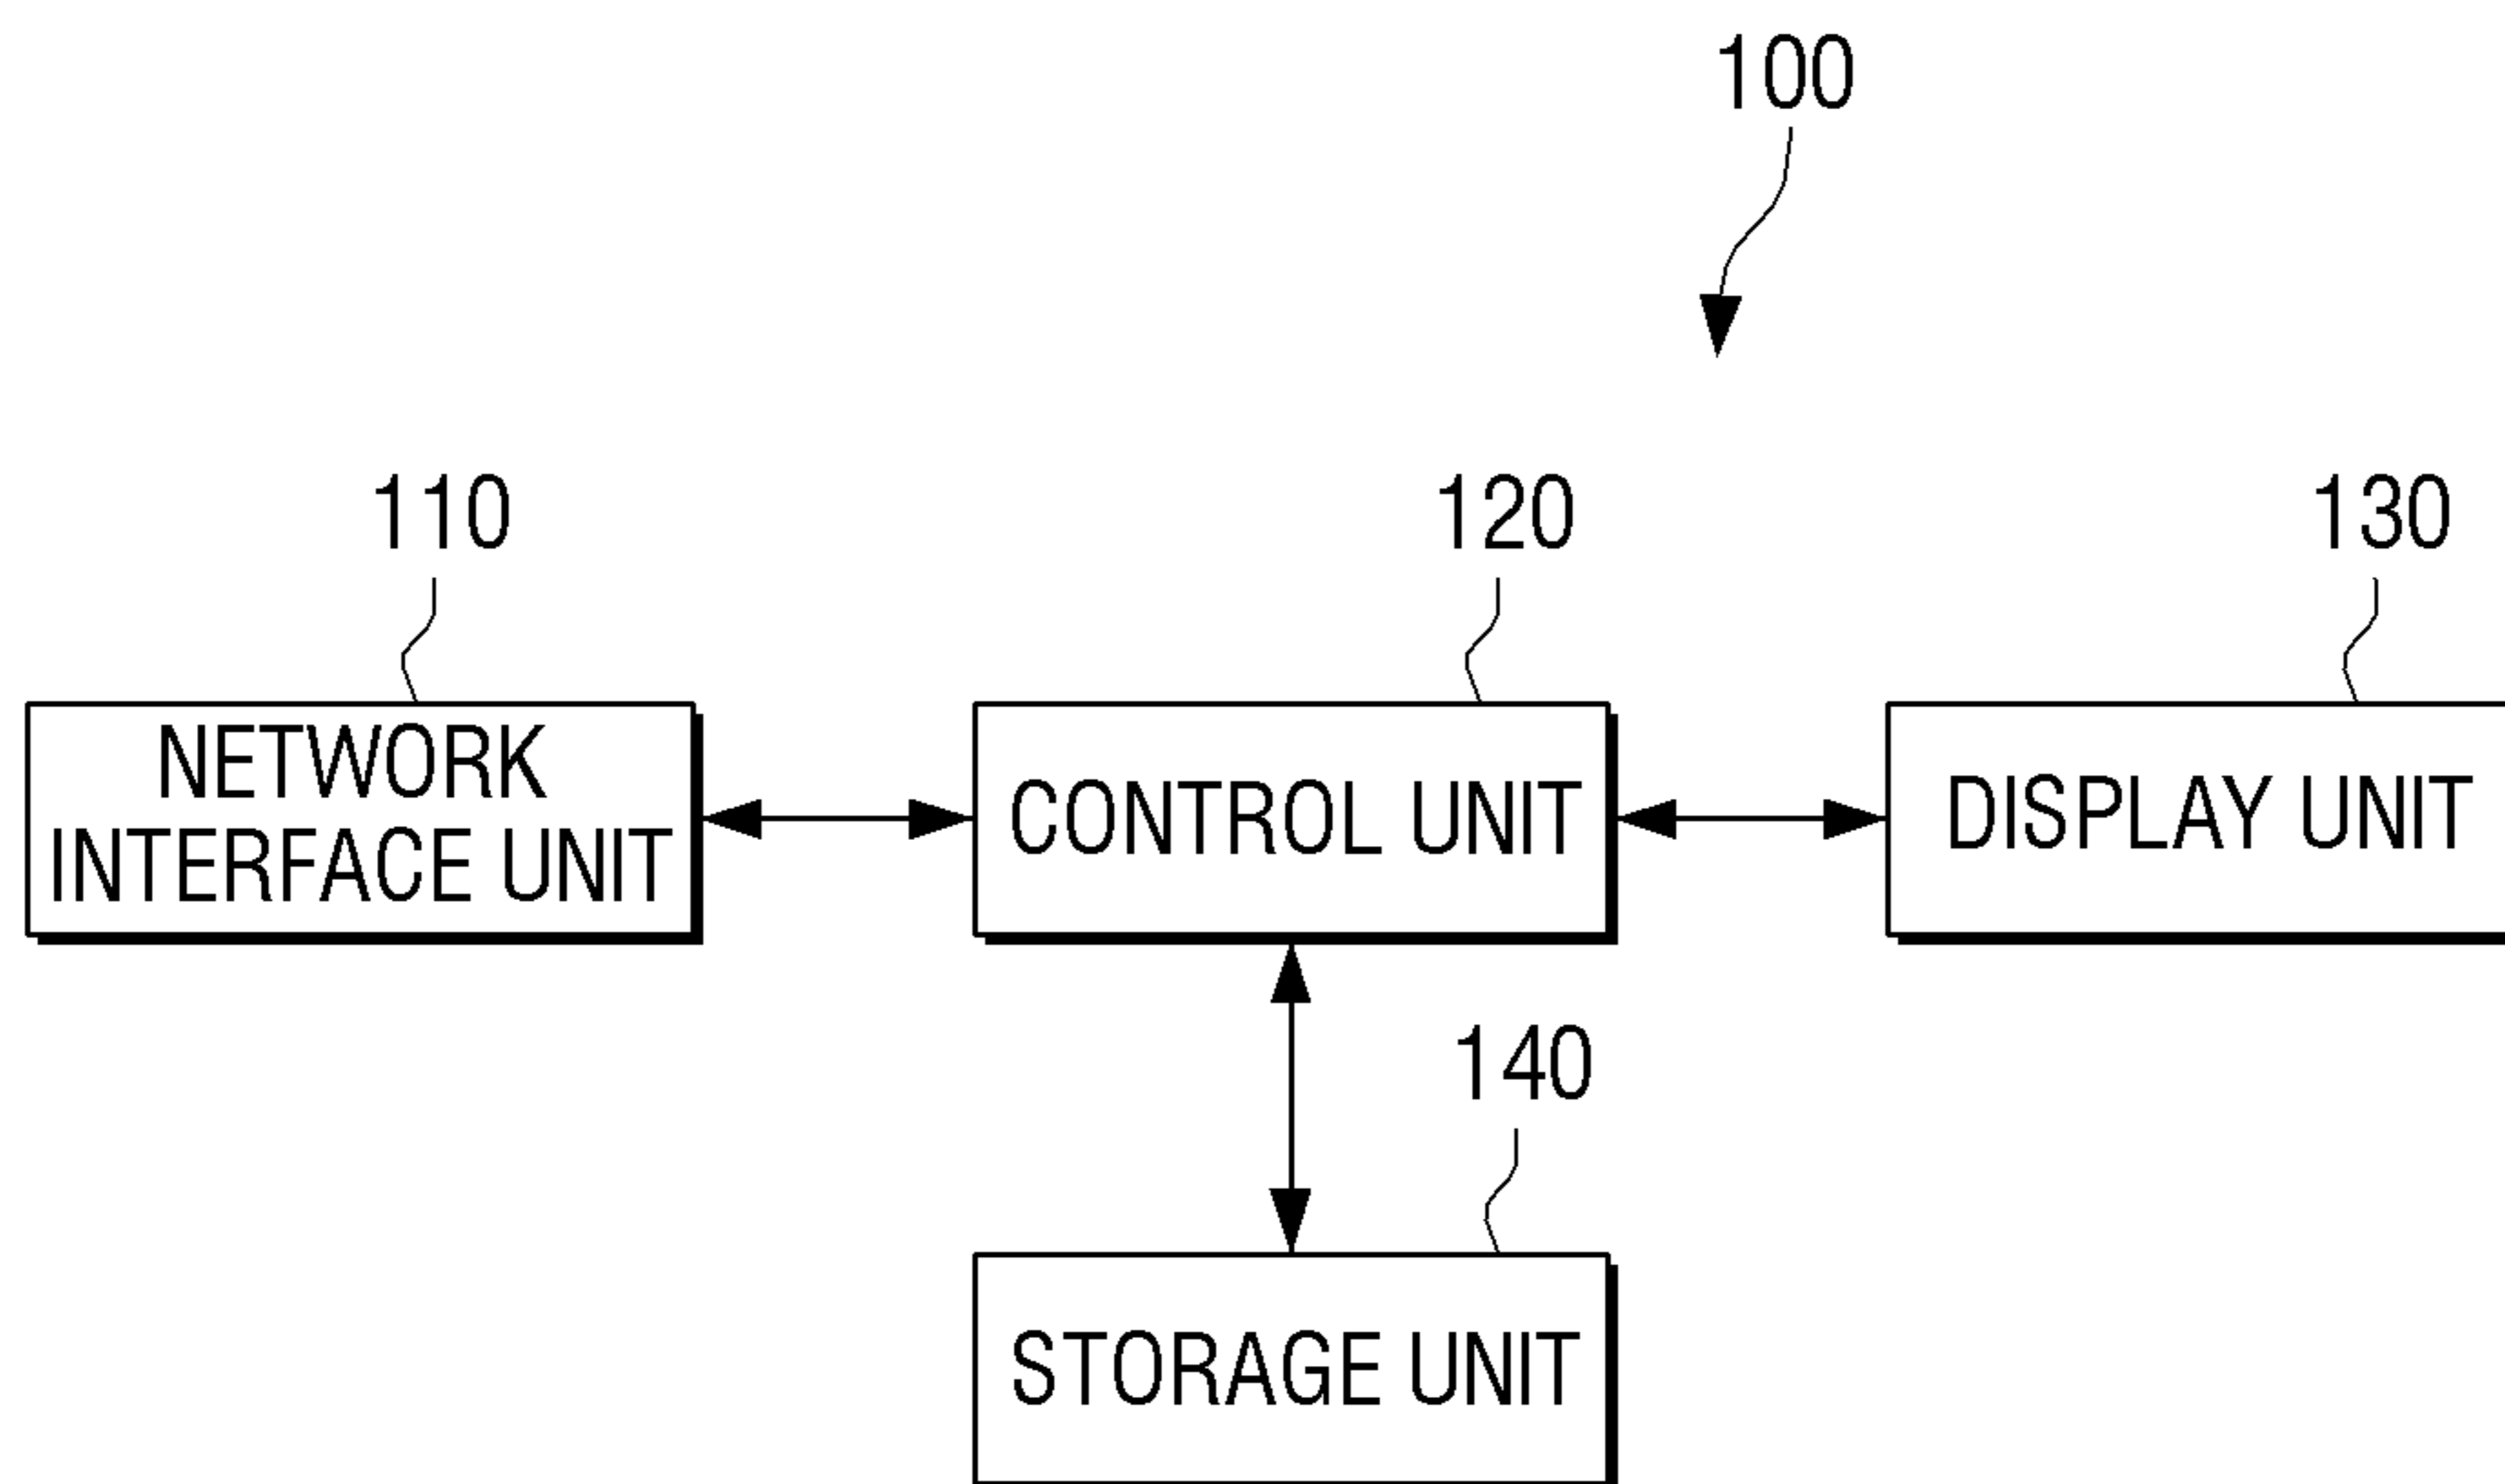 100
110
120
130
NETWORK
INTERFACE UNIT
CONTROL UNIT
DISPLAY UNIT
140
STORAGE UNIT